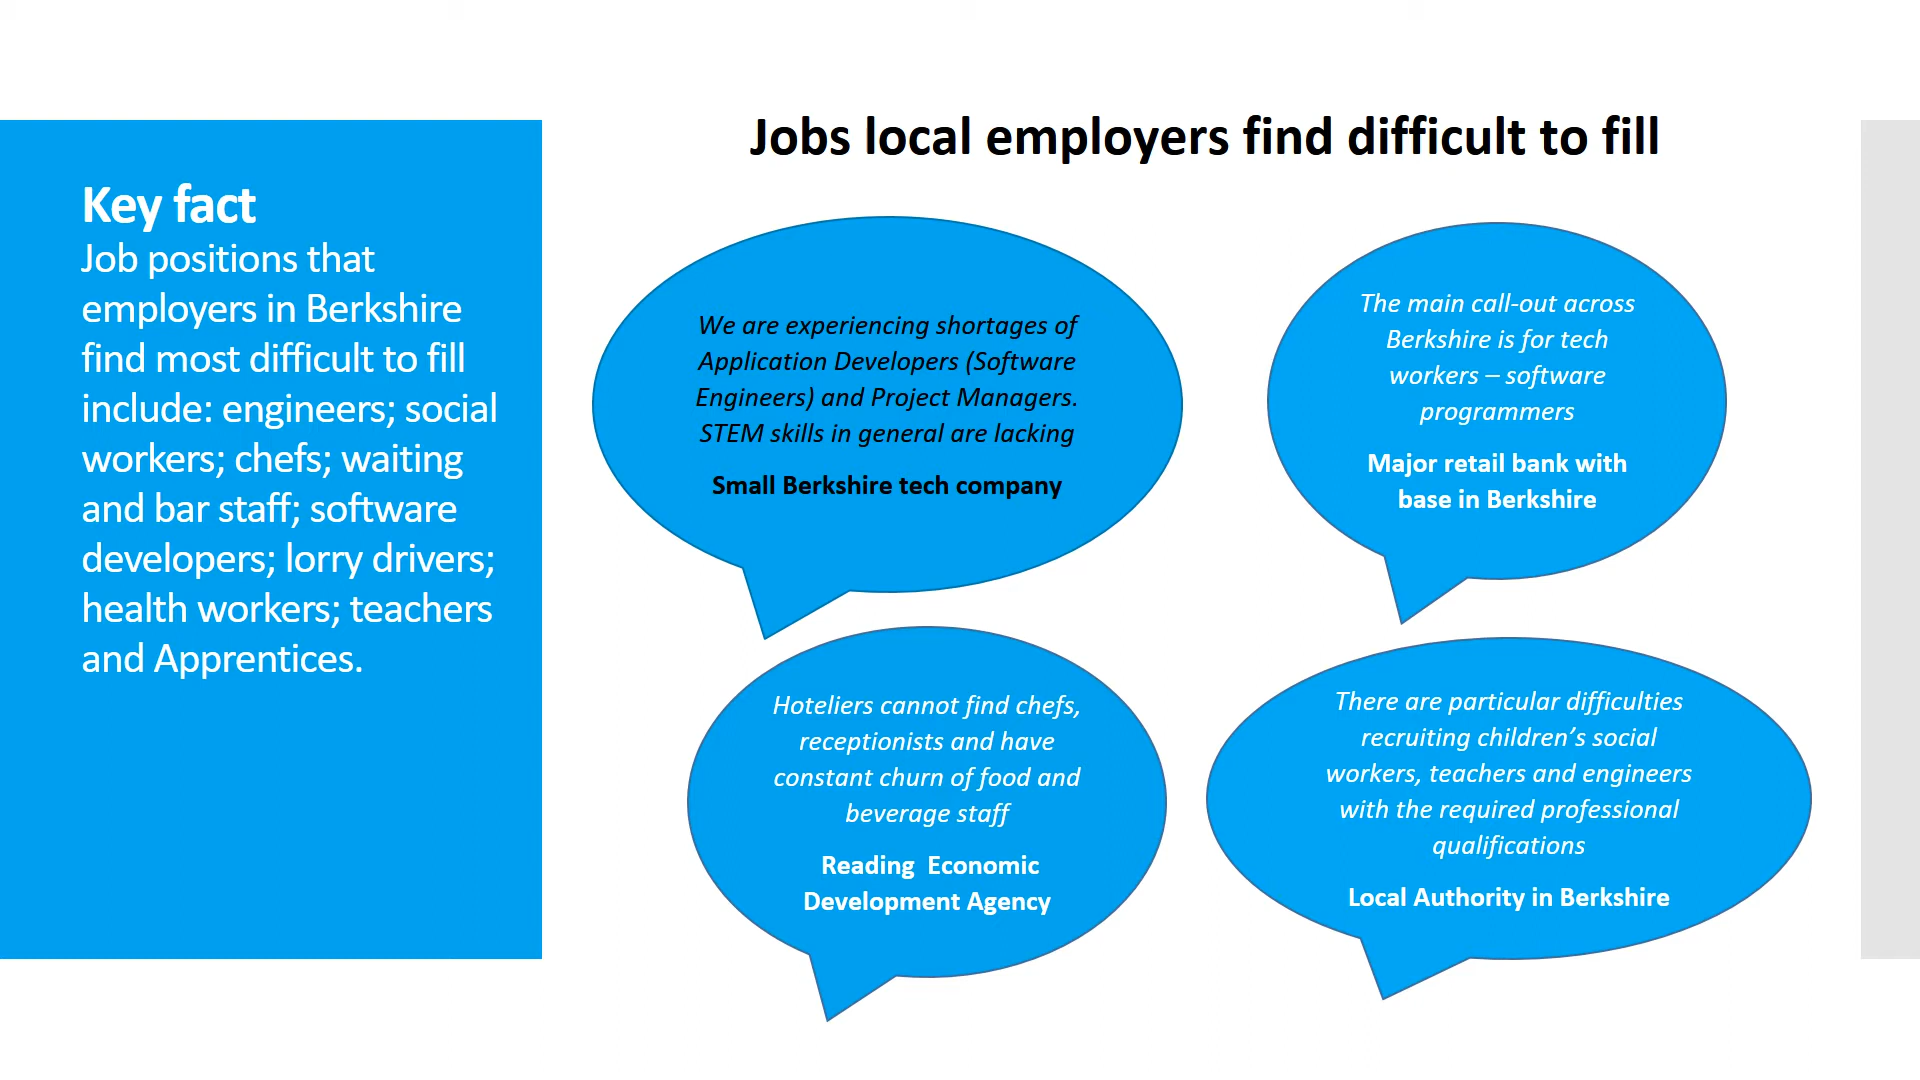 Jobs local employers find difficult to fill
Key fact
Job positions that
employers in Berkshire
find most difficult to fill
include: engineers; social
workers; chefs; waiting
and bar staff; software
developers; lorry drivers;
health workers; teachers
and Apprentices.
We are experiencing shortages of
Application Developers (Software
Engineers) and Project Managers.
STEM skills in general are lacking
Small Berkshire tech company
The main call-out across
Berkshire is for tech
workers – software
programmers
Major retail bank with
base in Berkshire
Hoteliers cannot find chefs,
receptionists and have
constant churn of food and
beverage staff
Reading  Economic
Development Agency
There are particular difficulties
recruiting children’s social
workers, teachers and engineers
with the required professional
qualifications
Local Authority in Berkshire